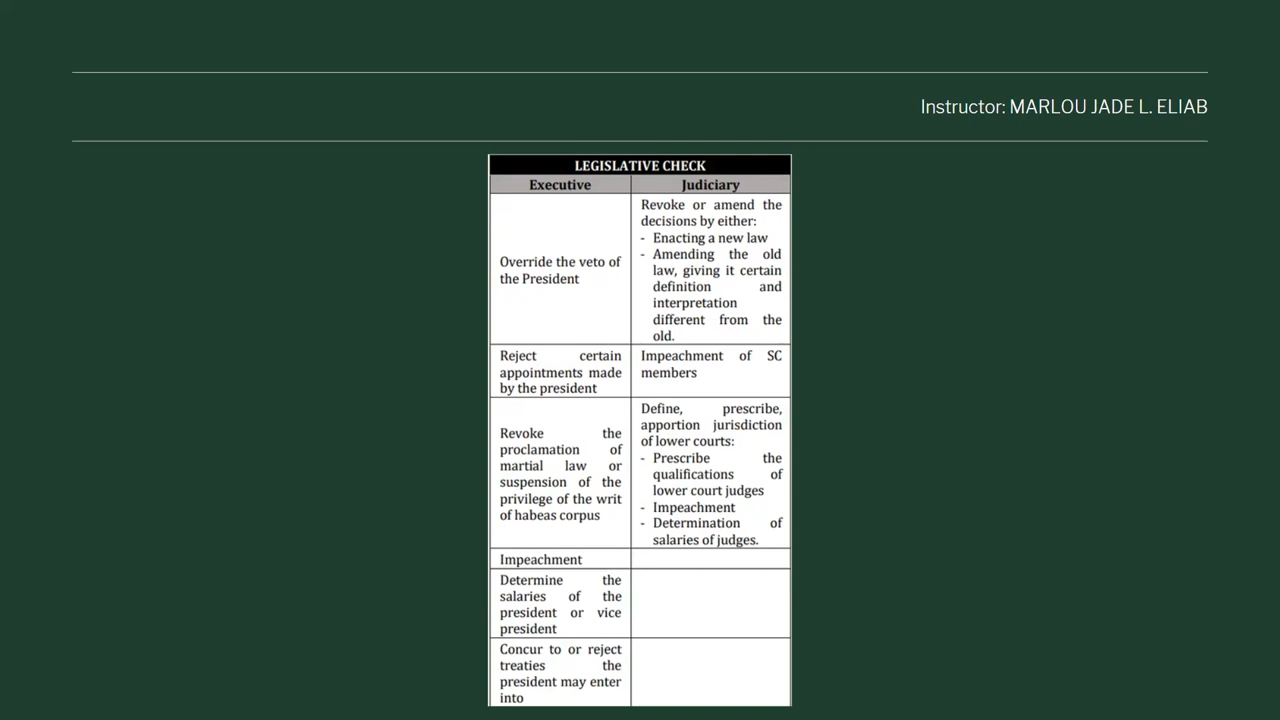 Instructor: MARLOU JADE L. ELIAB
LEGISLATIVE CHECK
Executive
Judiciary
Override the veto of
the President
Revoke or amend the
decisions by either:
- Enacting a new law
- Amending the old
law, giving it certain
definition and
interpretation
different from the
old.
Reject certain
appointments made
by the president
Impeachment of SC
members
Revoke the
proclamation of
martial law or
suspension of the
privilege of the writ
of habeas corpus
Define, prescribe,
apportion jurisdiction
of lower courts:
- Prescribe the
qualifications of
lower court judges
- Impeachment
- Determination of
salaries of judges.
Impeachment
Determine the
salaries of the
president or vice
president
Concur to or reject
treaties the
president may enter
into